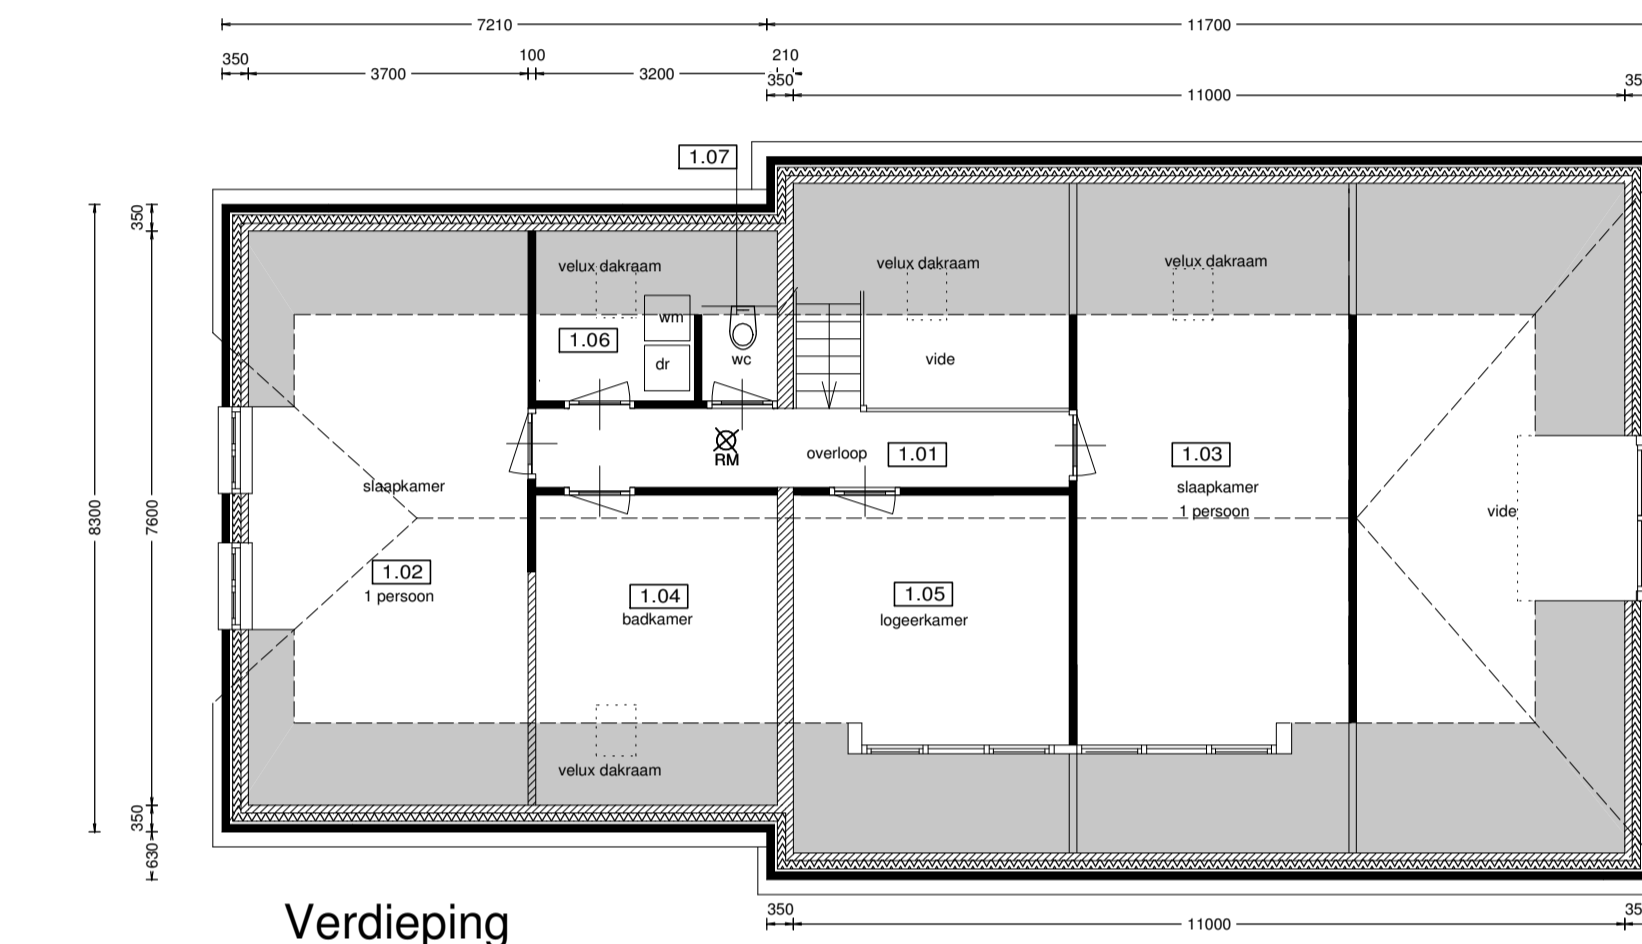 7210
11700
350
3700
100
3200
210
350
11000
35
1.07
350
8300
7600
350
630
velux dakraam
velux dakraam
velux dakraam
wm
1.06
dr
wc
vide
RM
overloop
1.01
1.03
slaapkamer
1 persoon
slaapkamer
vide
1.02
1 persoon
1.04
badkamer
1.05
logeerkamer
velux dakraam
Verdieping
350
11000
35